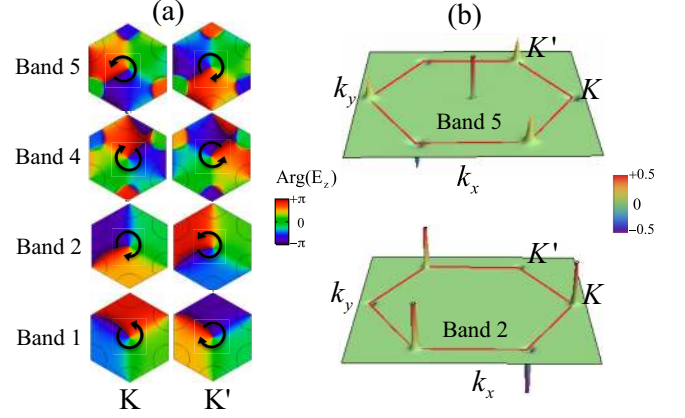 (a)
(b)
Band 5
Band 4
Band 2
Band 1
K
K'
Arg(E_z)
+π
0
−π
K'
K
k_y
Band 5
k_x
+0.5
0
−0.5
K'
K
k_y
Band 2
k_x